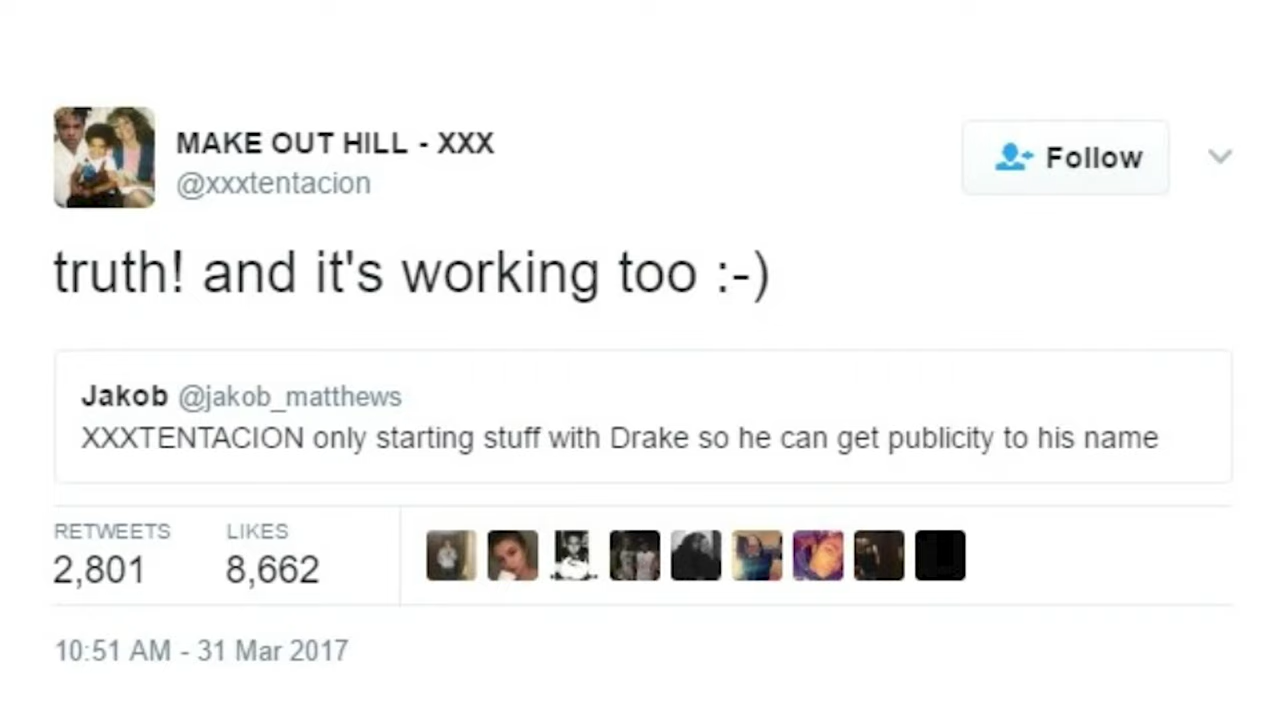 MAKE OUT HILL - XXX
@xxxtentacion
Follow
truth! and it's working too :-)
Jakob @jakob_matthews
XXXTENTACION only starting stuff with Drake so he can get publicity to his name
RETWEETS LIKES
2,801 8,662
10:51 AM - 31 Mar 2017